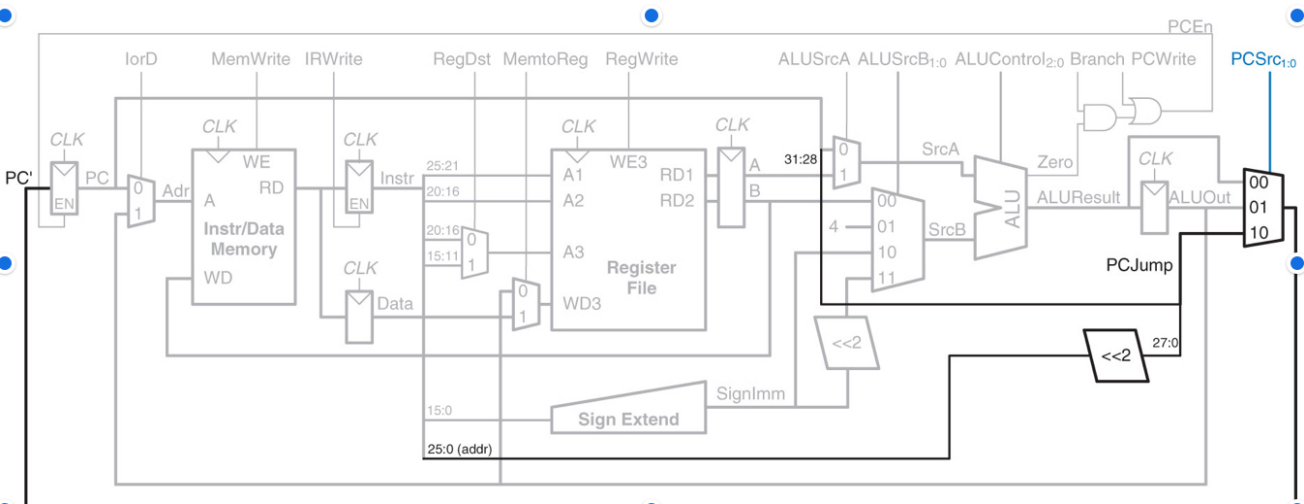 PCEn
IorD MemWrite IRWrite RegDst MemtoReg RegWrite ALUSrcA ALUSrcB1:0 ALUControl2:0 Branch PCWrite PCSrc1:0
CLK CLK CLK CLK CLK
PC' PC EN
0 1 Adr
WE RD A Instr/Data Memory WD
Instr EN
CLK Data
25:21
20:16
20:16
15:11
0 1
0 1
A1 A2 A3 WD3 WE3 RD1 RD2 Register File
A
B
31:28
0 1
SrcA
00
4 01
10
11
SrcB
ALU
Zero
ALUResult
CLK
ALUOut
00
01
10
PCJump
<<2
<<2
27:0
SignImm
15:0
Sign Extend
25:0 (addr)